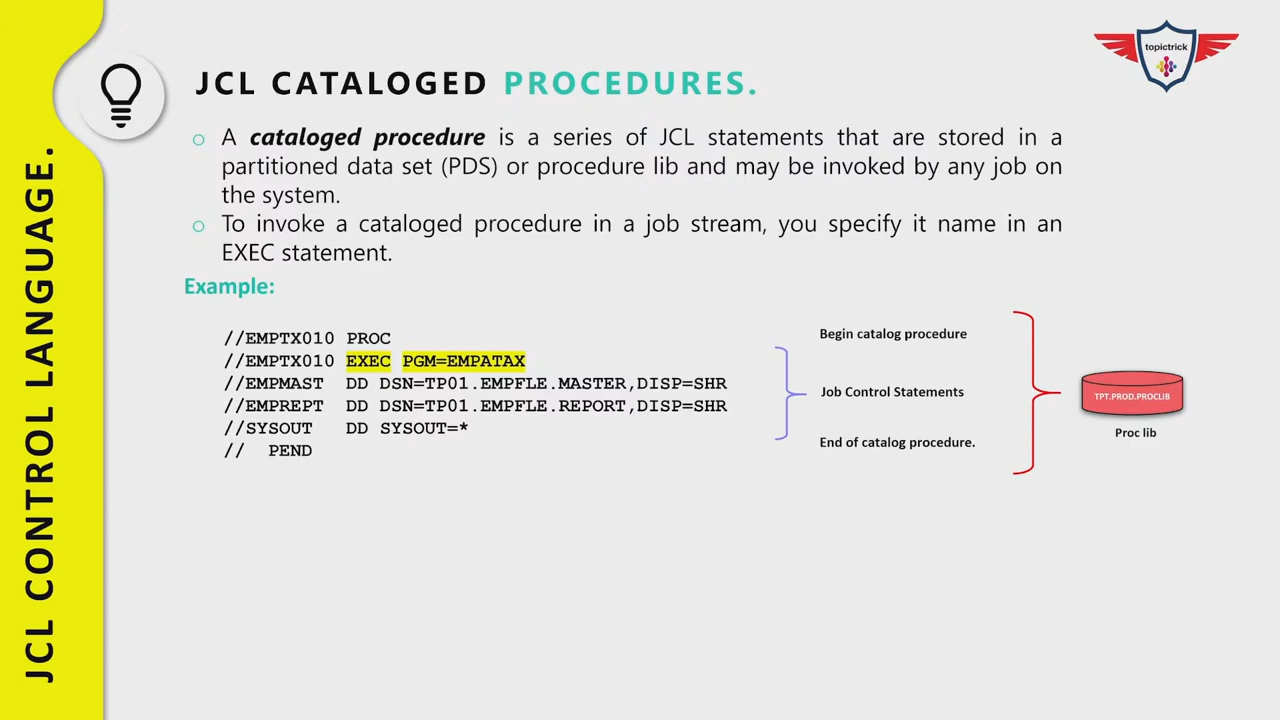 JCL CONTROL LANGUAGE.
topictrick
JCL CATALOGED PROCEDURES.
A cataloged procedure is a series of JCL statements that are stored in a
partitioned data set (PDS) or procedure lib and may be invoked by any job on
the system.
To invoke a cataloged procedure in a job stream, you specify it name in an
EXEC statement.
Example:
//EMPTX010 PROC
//EMPTX010 EXEC PGM=EMPATAX
//EMPMAST DD DSN=TP01.EMPFLE.MASTER,DISP=SHR
//EMPREPT DD DSN=TP01.EMPFLE.REPORT,DISP=SHR
//SYSOUT DD SYSOUT=*
// PEND
Begin catalog procedure
Job Control Statements
End of catalog procedure.
TPT.PROD.PROCLIB
Proc lib